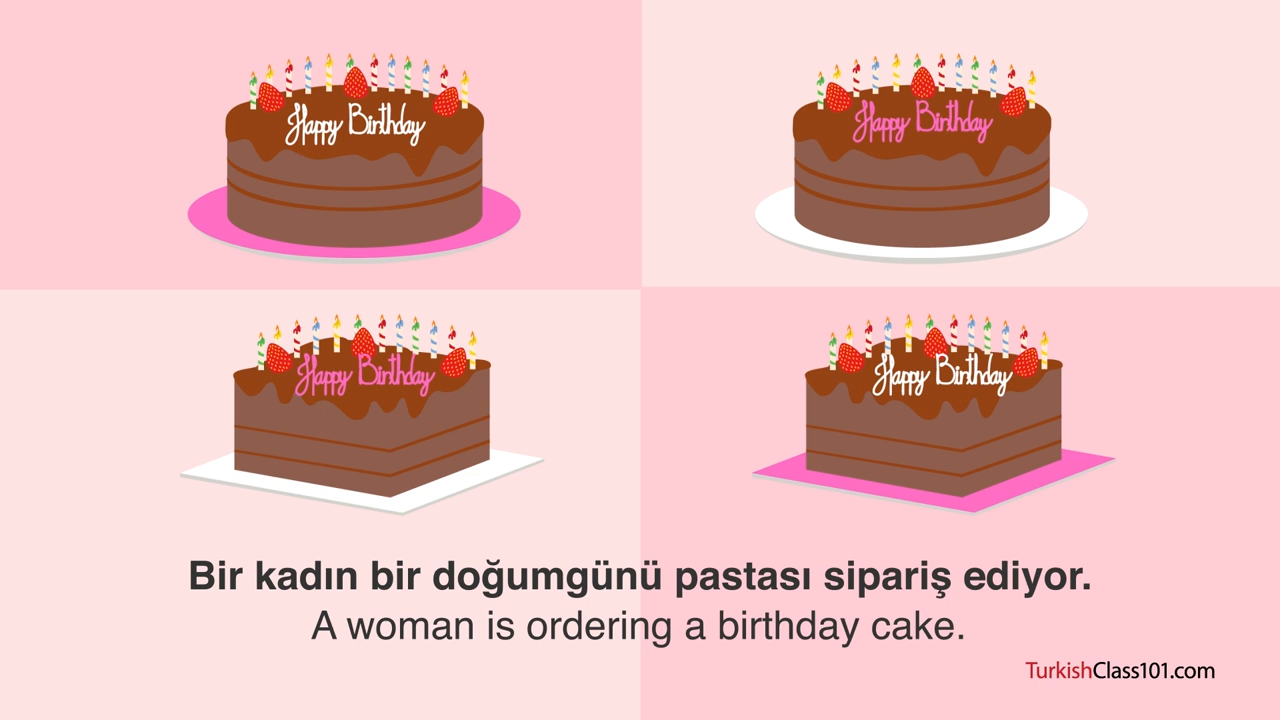 Happy Birthday
Happy Birthday
Happy Birthday
Happy Birthday
Bir kadın bir doğumgünü pastası sipariş ediyor.
A woman is ordering a birthday cake.
TurkishClass101.com